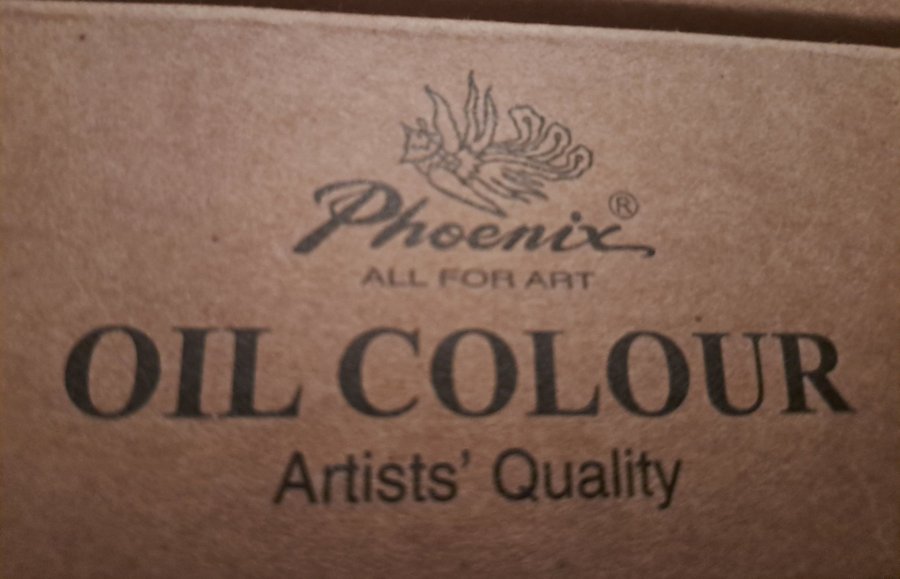 Phoenix®
ALL FOR ART
OIL COLOUR
Artists' Quality